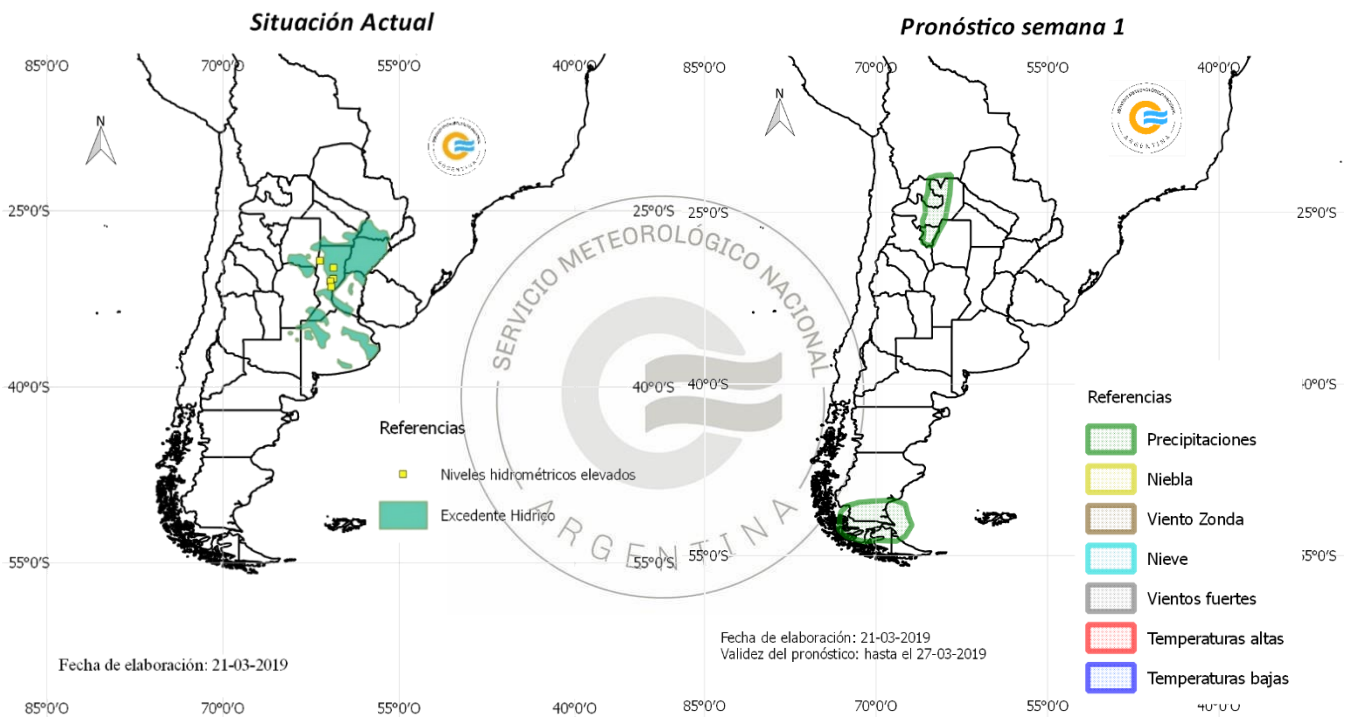 Situación Actual
Pronóstico semana 1
85°0'O 70°0'O 55°0'O 40°0'O
85°0'O 70°0'O 55°0'O 40°0'O
N
N
ARGENTINA
ARGENTINA
25°0'S 25°0'S
25°0'S 25°0'S
SERVICIO METEOROLÓGICO NACIONAL
ARGENTINA
40°0'S 40°0'S
40°0'S
Referencias
Niveles hidrométricos elevados
Excedente Hídrico
55°0'S 55°0'S
55°0'S
Referencias
Precipitaciones
Niebla
Viento Zonda
Nieve
Vientos fuertes
Temperaturas altas
Temperaturas bajas
Fecha de elaboración: 21-03-2019
Fecha de elaboración: 21-03-2019
Validez del pronóstico: hasta el 27-03-2019
85°0'O 70°0'O 55°0'O 40°0'O
85°0'O 70°0'O 55°0'O